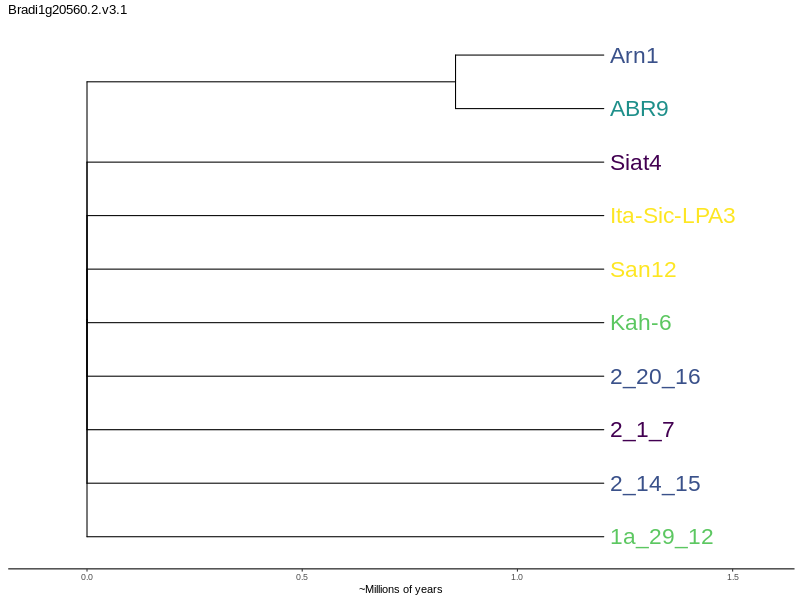 Bradi1g20560.2.v3.1
Arn1
ABR9
Siat4
Ita-Sic-LPA3
San12
Kah-6
2_20_16
2_1_7
2_14_15
1a_29_12
0.0 0.5 1.0 1.5
~Millions of years